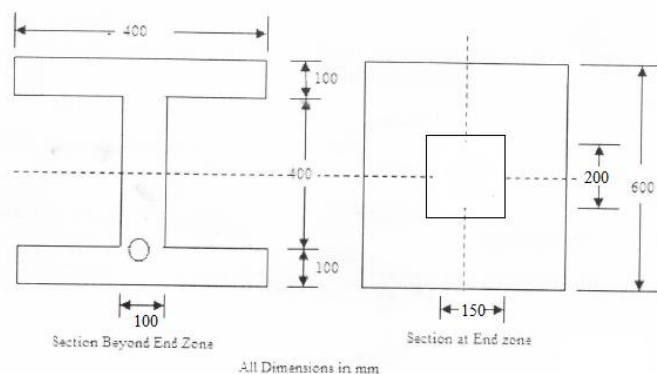 400
100
400
100
100
200
600
150
Section Beyond End Zone
Section at End zone
All Dimensions in mm